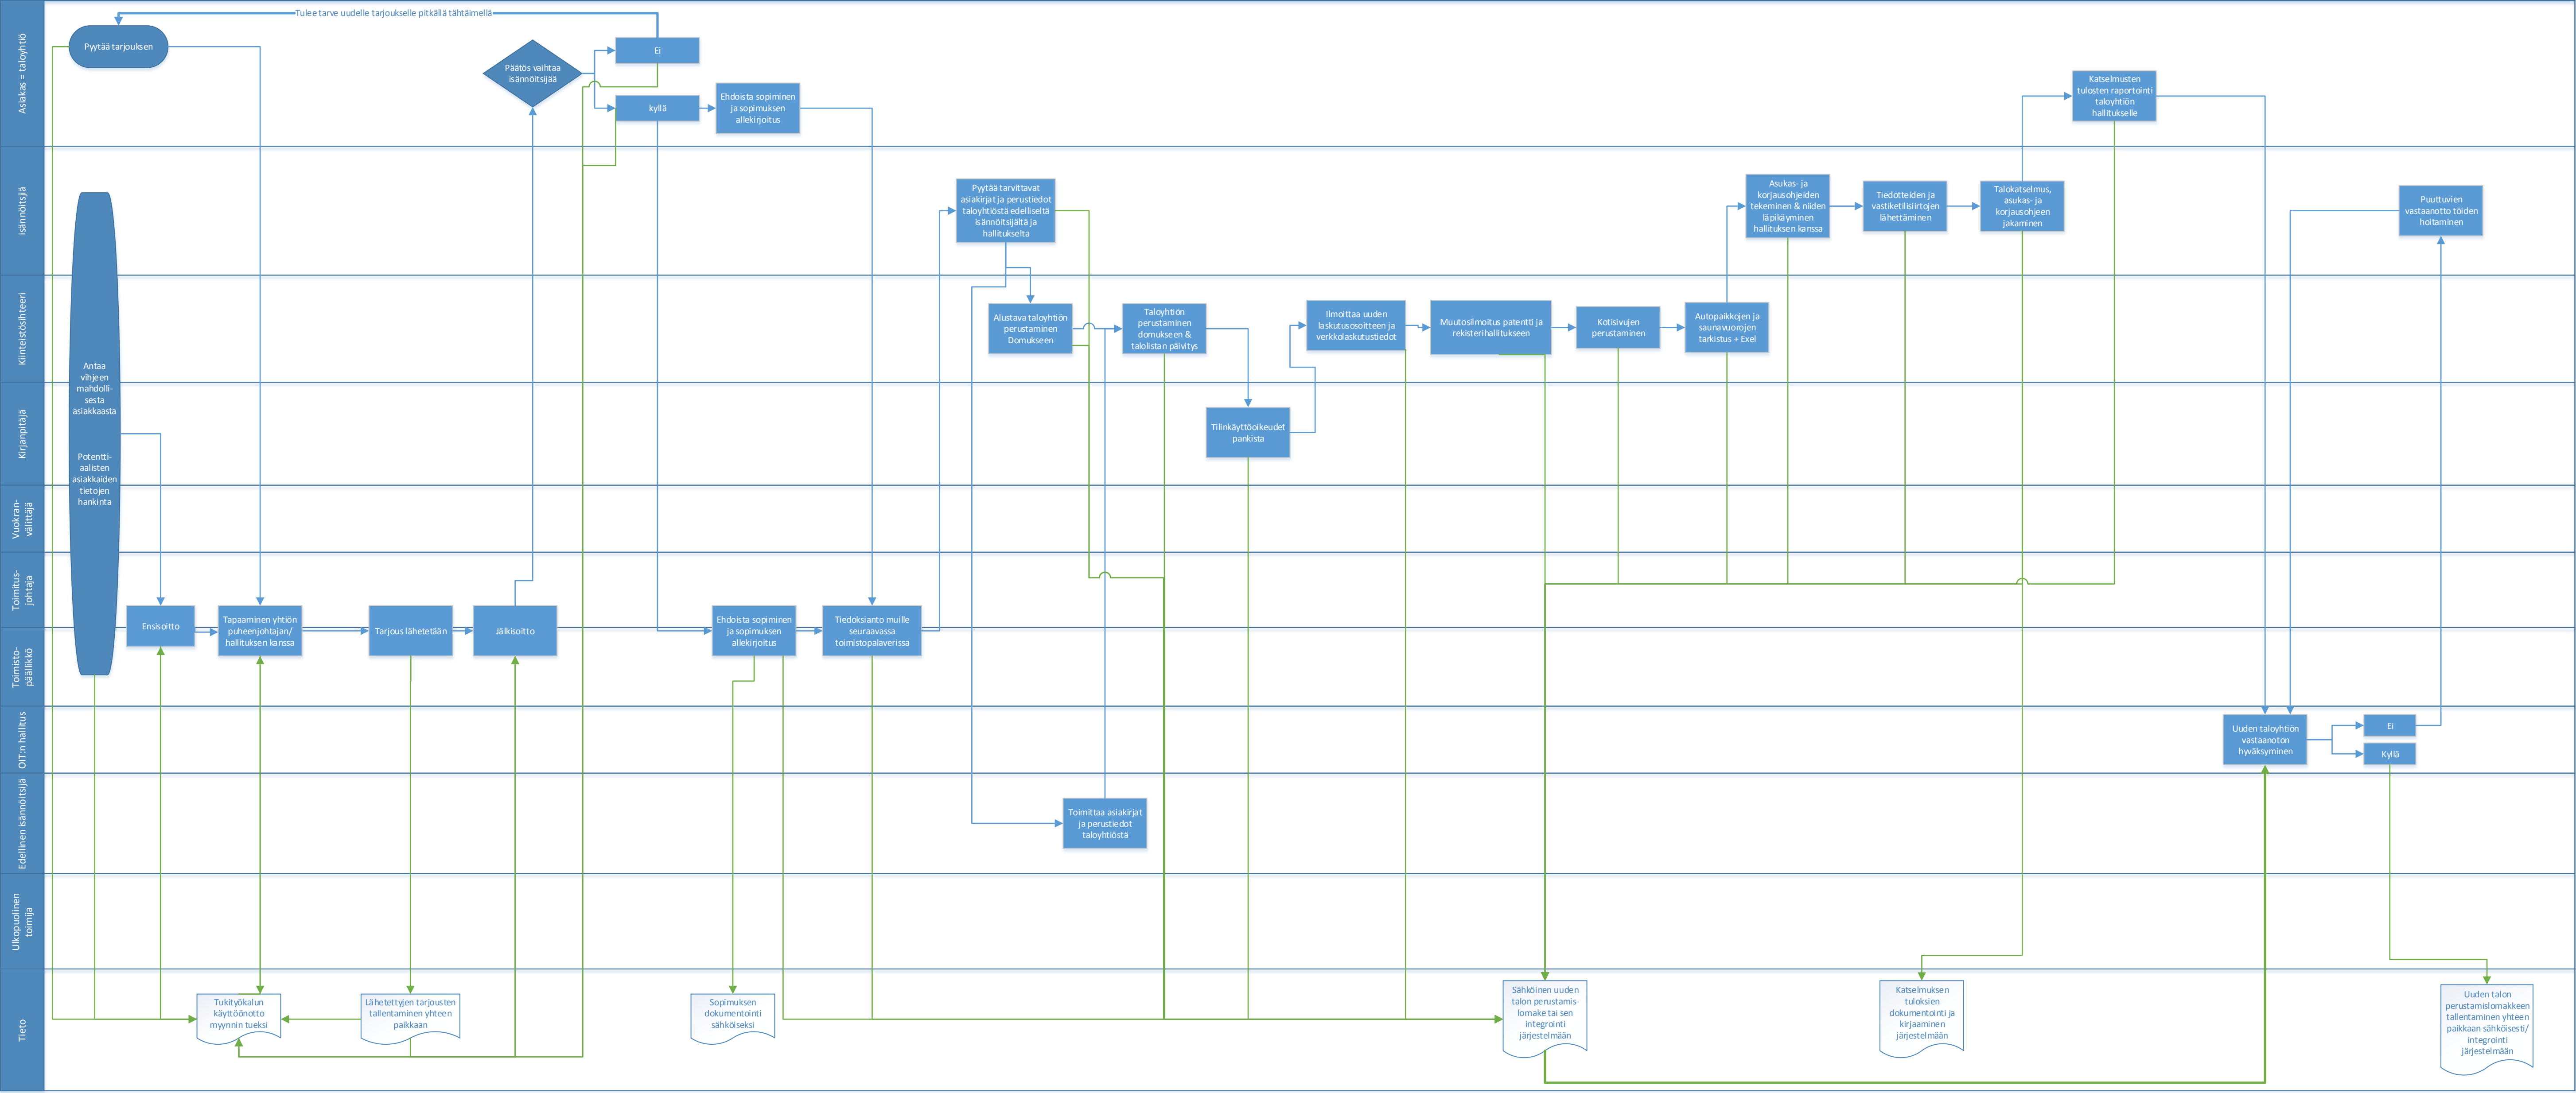 Asiakas = taloyhtiö
Tulee tarve uudelle tarjoukselle pitkällä tähtäimellä
Pyytää tarjouksen
Päätös vaihtaa
isännöitsijää
Ei
kyllä
Ehdoista sopiminen
ja sopimuksen
allekirjoitus
Katselmusten
tulosten raportointi
taloyhtiön
hallitukselle
isännöitsjiä
Pyytää tarvittavat
asiakirjat ja perustiedot
taloyhtiöstä edelliseltä
isännöitsijältä ja
hallitukselta
Asukas- ja
korjausohjeiden
tekeminen & niiden
läpikäyminen
hallituksen kanssa
Tiedotteiden ja
vastiketilisiirtojen
lähettäminen
Talokatselmus,
asukas- ja
korjausohjeen
jakaminen
Puuttuvien
vastaanotto töiden
hoitaminen
Kiinteistösihteeri
Antaa
vihjeen
mahdolli-
sesta
asiakkaasta
Potentti-
aalisten
asiakkaiden
tietojen
hankinta
Alustava taloyhtiön
perustaminen
Domukseen
Taloyhtiön
perustaminen
domukseen &
talolistan päivitys
Ilmoittaa uuden
laskutusosoitteen ja
verkkolaskutustiedot
Muutosilmoitus patentti ja
rekisterihallitukseen
Kotisivujen
perustaminen
Autopaikkojen ja
saunavuorojen
tarkistus + Exel
Kirjanpitäjä
Tilinkäyttöoikeudet
pankista
Vuokran-
välittäjä
Toimitus-
johtaja
Toimisto-
päällikkö
Ensisoitto
Tapaaminen yhtiön
puheenjohtajan/
hallituksen kanssa
Tarjous lähetetään
Jälkisoitto
Ehdoista sopiminen
ja sopimuksen
allekirjoitus
Tiedoksianto muille
seuraavassa
toimistopalaverissa
OIT:n hallitus
Uuden taloyhtiön
vastaanoton
hyväksyminen
Ei
Kyllä
Edellinen isännöitsijä
Toimittaa asiakirjat
ja perustiedot
taloyhtiöstä
Ulkopuolinen
toimija
Tieto
Tukityökalun
käyttöönotto
myynnin tueksi
Lähetettyjen tarjousten
tallentaminen yhteen
paikkaan
Sopimuksen
dokumentointi
sähköiseksi
Sähköinen uuden
talon perustamis-
lomake tai sen
integrointi
järjestelmään
Katselmuksen
tuloksien
dokumentointi ja
kirjaaminen
järjestelmään
Uuden talon
perustamislomakkeen
tallentaminen yhteen
paikkaan sähköisesti/
integrointi
järjestelmään